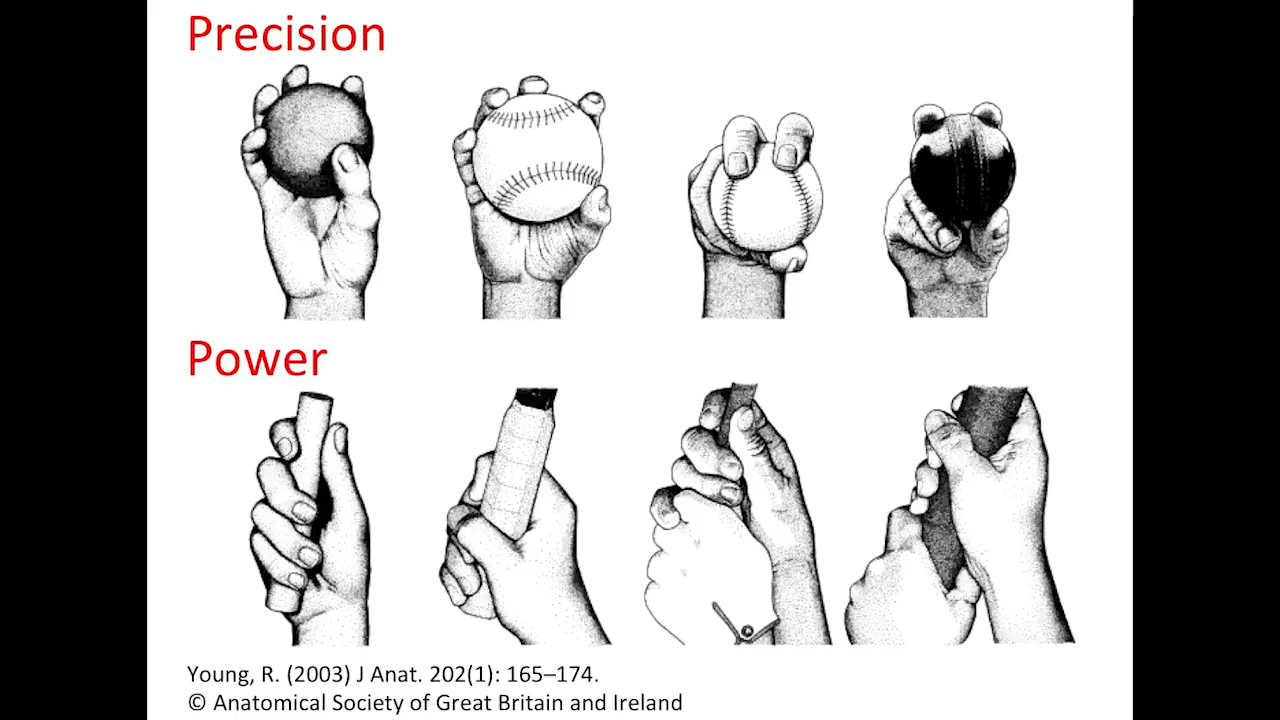 Precision
Power
Young, R. (2003) J Anat. 202(1): 165–174.
© Anatomical Society of Great Britain and Ireland